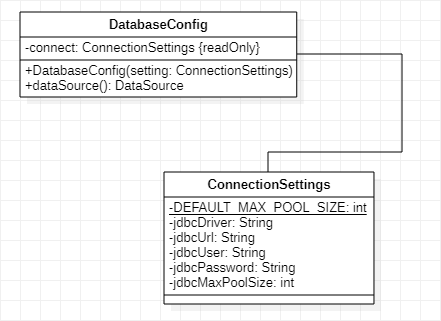 DatabaseConfig
-connect: ConnectionSettings {readOnly}
+DatabaseConfig(setting: ConnectionSettings)
+dataSource(): DataSource
ConnectionSettings
-DEFAULT_MAX_POOL_SIZE: int
-jdbcDriver: String
-jdbcUrl: String
-jdbcUser: String
-jdbcPassword: String
-jdbcMaxPoolSize: int